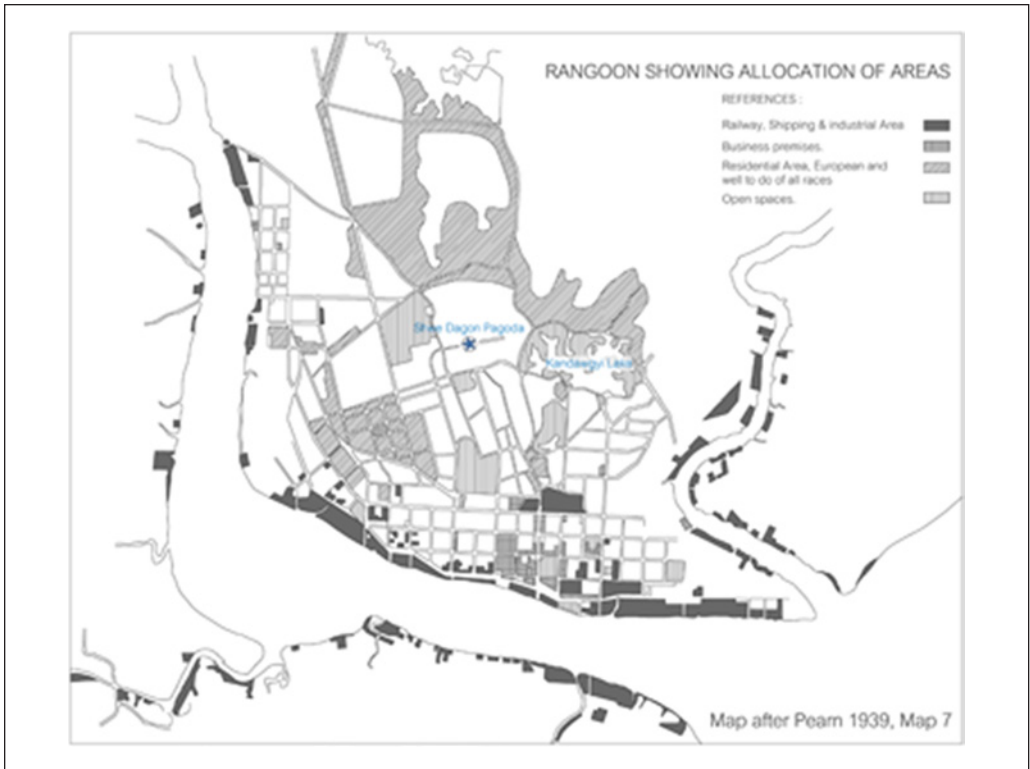 RANGOON SHOWING ALLOCATION OF AREAS
REFERENCES :
Railway, Shipping & industrial Area
Business premises.
Residential Area, European and
well to do of all races
Open spaces.
Shwe Dagon Pagoda
Kandawgyi Lake
Map after Pearn 1939, Map 7